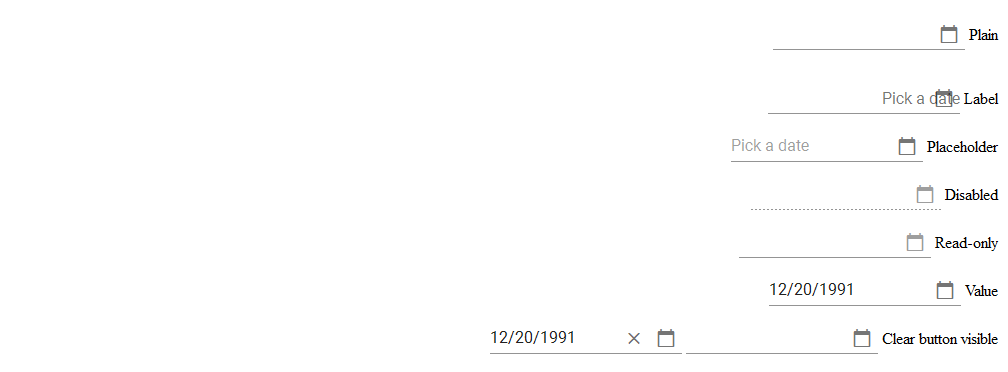 Plain
Pick a date Label
Pick a date Placeholder
Disabled
Read-only
12/20/1991 Value
12/20/1991 Clear button visible